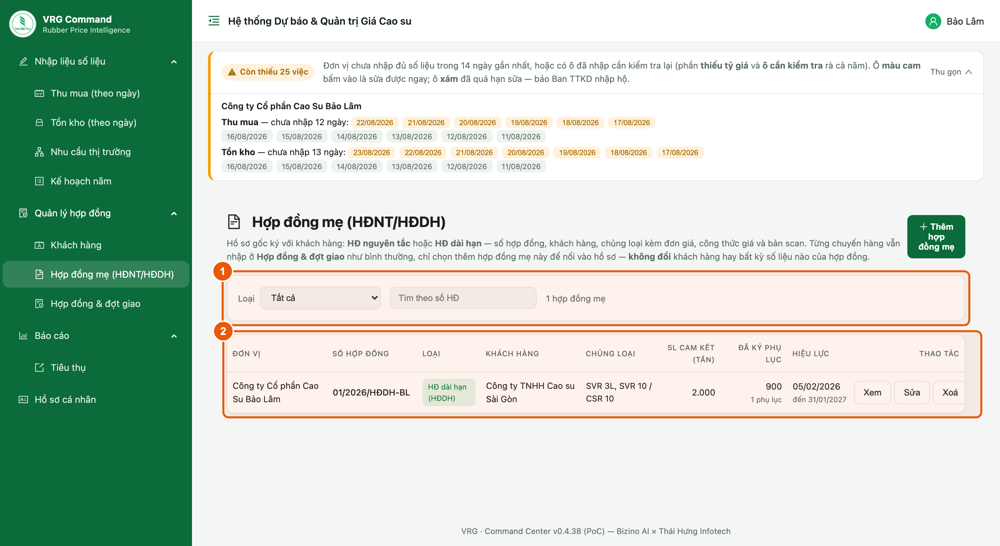 VRG Command
Rubber Price Intelligence
Nhập liệu số liệu
Thu mua (theo ngày)
Tồn kho (theo ngày)
Nhu cầu thị trường
Kế hoạch năm
Quản lý hợp đồng
Khách hàng
Hợp đồng mẹ (HĐNT/HĐDH)
Hợp đồng & đợt giao
Báo cáo
Tiêu thụ
Hồ sơ cá nhân
Hệ thống Dự báo & Quản trị Giá Cao su
Bảo Lâm
Còn thiếu 25 việc
Đơn vị chưa nhập đủ số liệu trong 14 ngày gần nhất, hoặc có ô đã nhập cần kiểm tra lại (phần thiếu tỷ giá và ô cần kiểm tra rà cả năm). Ô màu cam
bấm vào là sửa được ngay; ô xám đã quá hạn sửa — báo Ban TTKD nhập hộ.
Thu gọn
Công ty Cổ phần Cao Su Bảo Lâm
Thu mua — chưa nhập 12 ngày: 22/08/2026 21/08/2026 20/08/2026 19/08/2026 18/08/2026 17/08/2026
16/08/2026 15/08/2026 14/08/2026 13/08/2026 12/08/2026 11/08/2026
Tồn kho — chưa nhập 13 ngày: 23/08/2026 22/08/2026 21/08/2026 20/08/2026 19/08/2026 18/08/2026 17/08/2026
16/08/2026 15/08/2026 14/08/2026 13/08/2026 12/08/2026 11/08/2026
Hợp đồng mẹ (HĐNT/HĐDH)
Hồ sơ gốc ký với khách hàng: HĐ nguyên tắc hoặc HĐ dài hạn — số hợp đồng, khách hàng, chủng loại kèm đơn giá, công thức giá và bản scan. Từng chuyến hàng vẫn
nhập ở Hợp đồng & đợt giao như bình thường, chỉ chọn thêm hợp đồng mẹ này để nối vào hồ sơ — không đổi khách hàng hay bất kỳ số liệu nào của hợp đồng.
+ Thêm
hợp
đồng mẹ
1
Loại Tất cả Tìm theo số HĐ 1 hợp đồng mẹ
2
ĐƠN VỊ SỐ HỢP ĐỒNG LOẠI KHÁCH HÀNG CHỦNG LOẠI SL CAM KẾT (TẤN) ĐÃ KÝ PHỤ LỤC HIỆU LỰC THAO TÁC
Công ty Cổ phần Cao
Su Bảo Lâm
01/2026/HĐDH-BL
HĐ dài hạn
(HĐDH)
Công ty TNHH Cao su
Sài Gòn
SVR 3L, SVR 10 /
CSR 10
2.000
900
1 phụ lục
05/02/2026
đến 31/01/2027
Xem Sửa Xoá
VRG · Command Center v0.4.38 (PoC) — Bizino AI × Thái Hưng Infotech